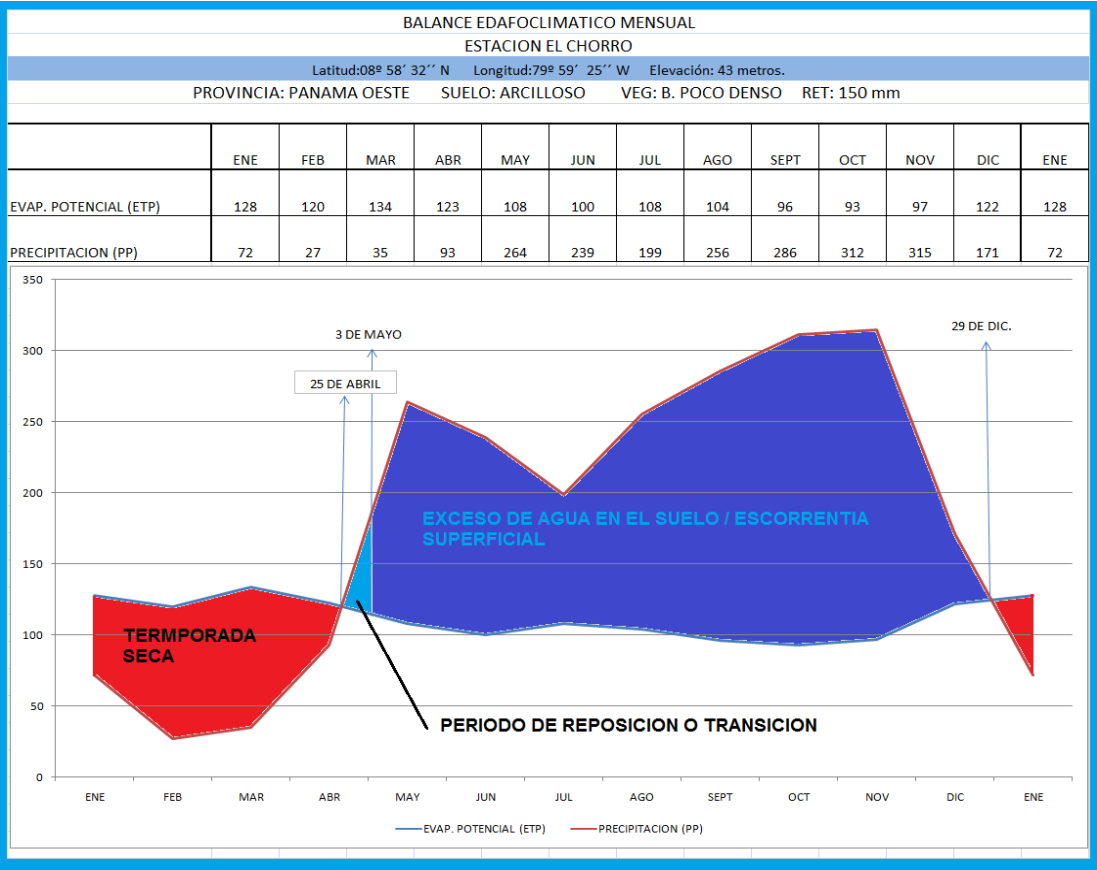 BALANCE EDAFOCLIMATICO MENSUAL
ESTACION EL CHORRO
Latitud:08º 58´ 32´´ N Longitud:79º 59´ 25´´ W Elevación: 43 metros.
PROVINCIA: PANAMA OESTE SUELO: ARCILLOSO VEG: B. POCO DENSO RET: 150 mm
ENE FEB MAR ABR MAY JUN JUL AGO SEPT OCT NOV DIC ENE
EVAP. POTENCIAL (ETP) 128 120 134 123 108 100 108 104 96 93 97 122 128
PRECIPITACION (PP) 72 27 35 93 264 239 199 256 286 312 315 171 72
350
300
250
200
150
100
50
0
3 DE MAYO
29 DE DIC.
25 DE ABRIL
EXCESO DE AGUA EN EL SUELO / ESCORRENTIA
SUPERFICIAL
TERMPORADA
SECA
PERIODO DE REPOSICION O TRANSICION
ENE FEB MAR ABR MAY JUN JUL AGO SEPT OCT NOV DIC ENE
EVAP. POTENCIAL (ETP) PRECIPITACION (PP)